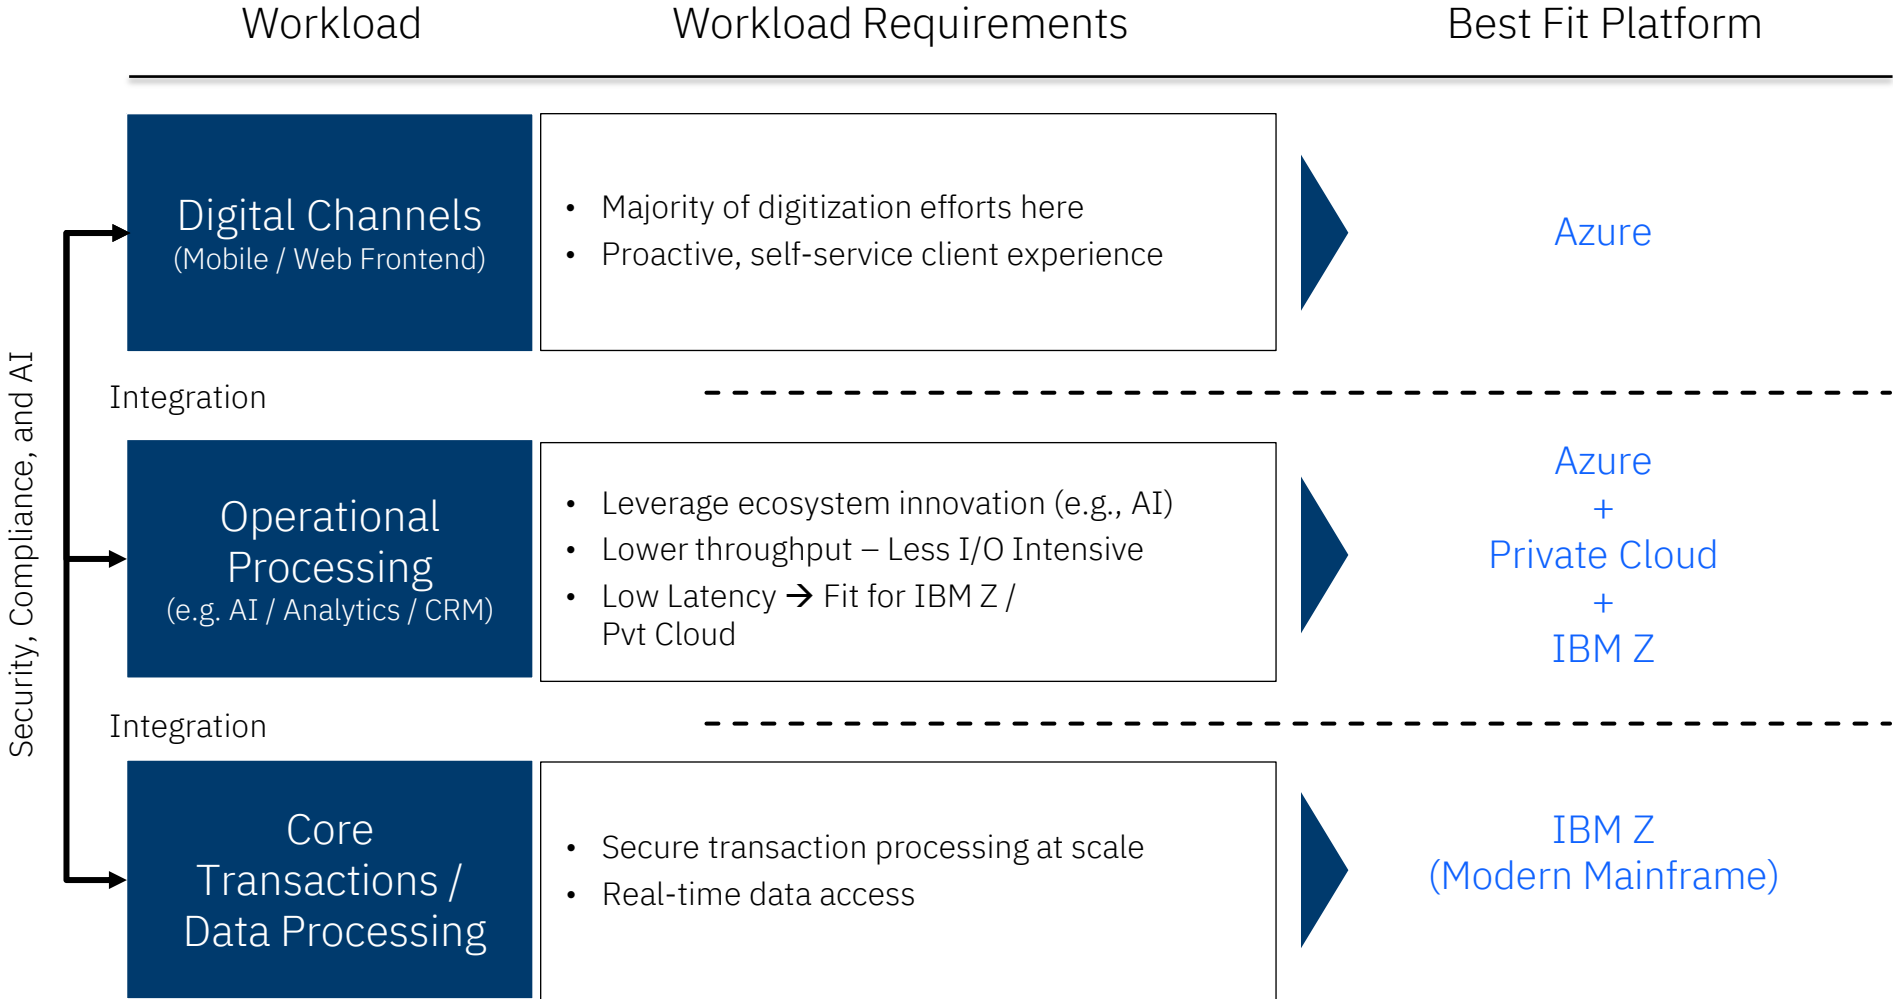 Workload
Workload Requirements
Best Fit Platform
Security, Compliance, and AI
Digital Channels
(Mobile / Web Frontend)
• Majority of digitization efforts here
• Proactive, self-service client experience
Azure
Integration
Operational
Processing
(e.g. AI / Analytics / CRM)
• Leverage ecosystem innovation (e.g., AI)
• Lower throughput – Less I/O Intensive
• Low Latency → Fit for IBM Z /
Pvt Cloud
Azure
+
Private Cloud
+
IBM Z
Integration
Core
Transactions /
Data Processing
• Secure transaction processing at scale
• Real-time data access
IBM Z
(Modern Mainframe)